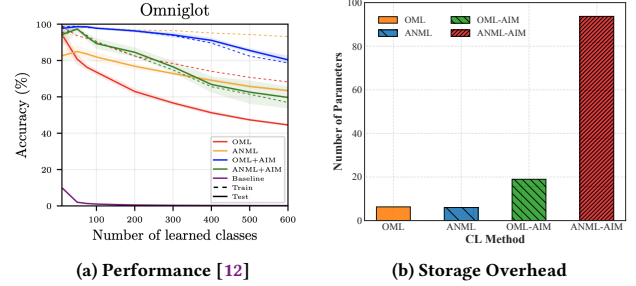 Omniglot
Accuracy (%)
100
80
60
40
20
0
100
200
300
400
500
600
Number of learned classes
OML
ANML
OML+AIM
ANML+AIM
Baseline
Train
Test
(a) Performance [12]
Number of Parameters
100
80
60
40
20
0
OML
ANML
OML-AIM
ANML-AIM
OML
ANML
OML-AIM
ANML-AIM
CL Method
(b) Storage Overhead